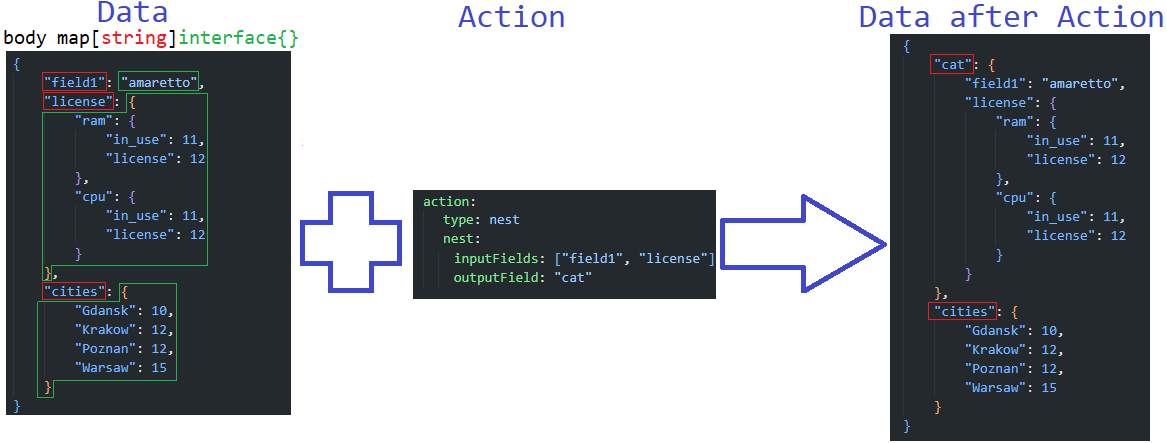 Data
body map[string]interface{}
{
    "field1": "amaretto",
    "license": {
        "ram": {
            "in_use": 11,
            "license": 12
        },
        "cpu": {
            "in_use": 11,
            "license": 12
        }
    },
    "cities": {
        "Gdansk": 10,
        "Krakow": 12,
        "Poznan": 12,
        "Warsaw": 15
    }
}
Action
action:
  type: nest
  nest:
    inputFields: ["field1", "license"]
    outputField: "cat"
Data after Action
{
    "cat": {
        "field1": "amaretto",
        "license": {
            "ram": {
                "in_use": 11,
                "license": 12
            },
            "cpu": {
                "in_use": 11,
                "license": 12
            }
        }
    },
    "cities": {
        "Gdansk": 10,
        "Krakow": 12,
        "Poznan": 12,
        "Warsaw": 15
    }
}